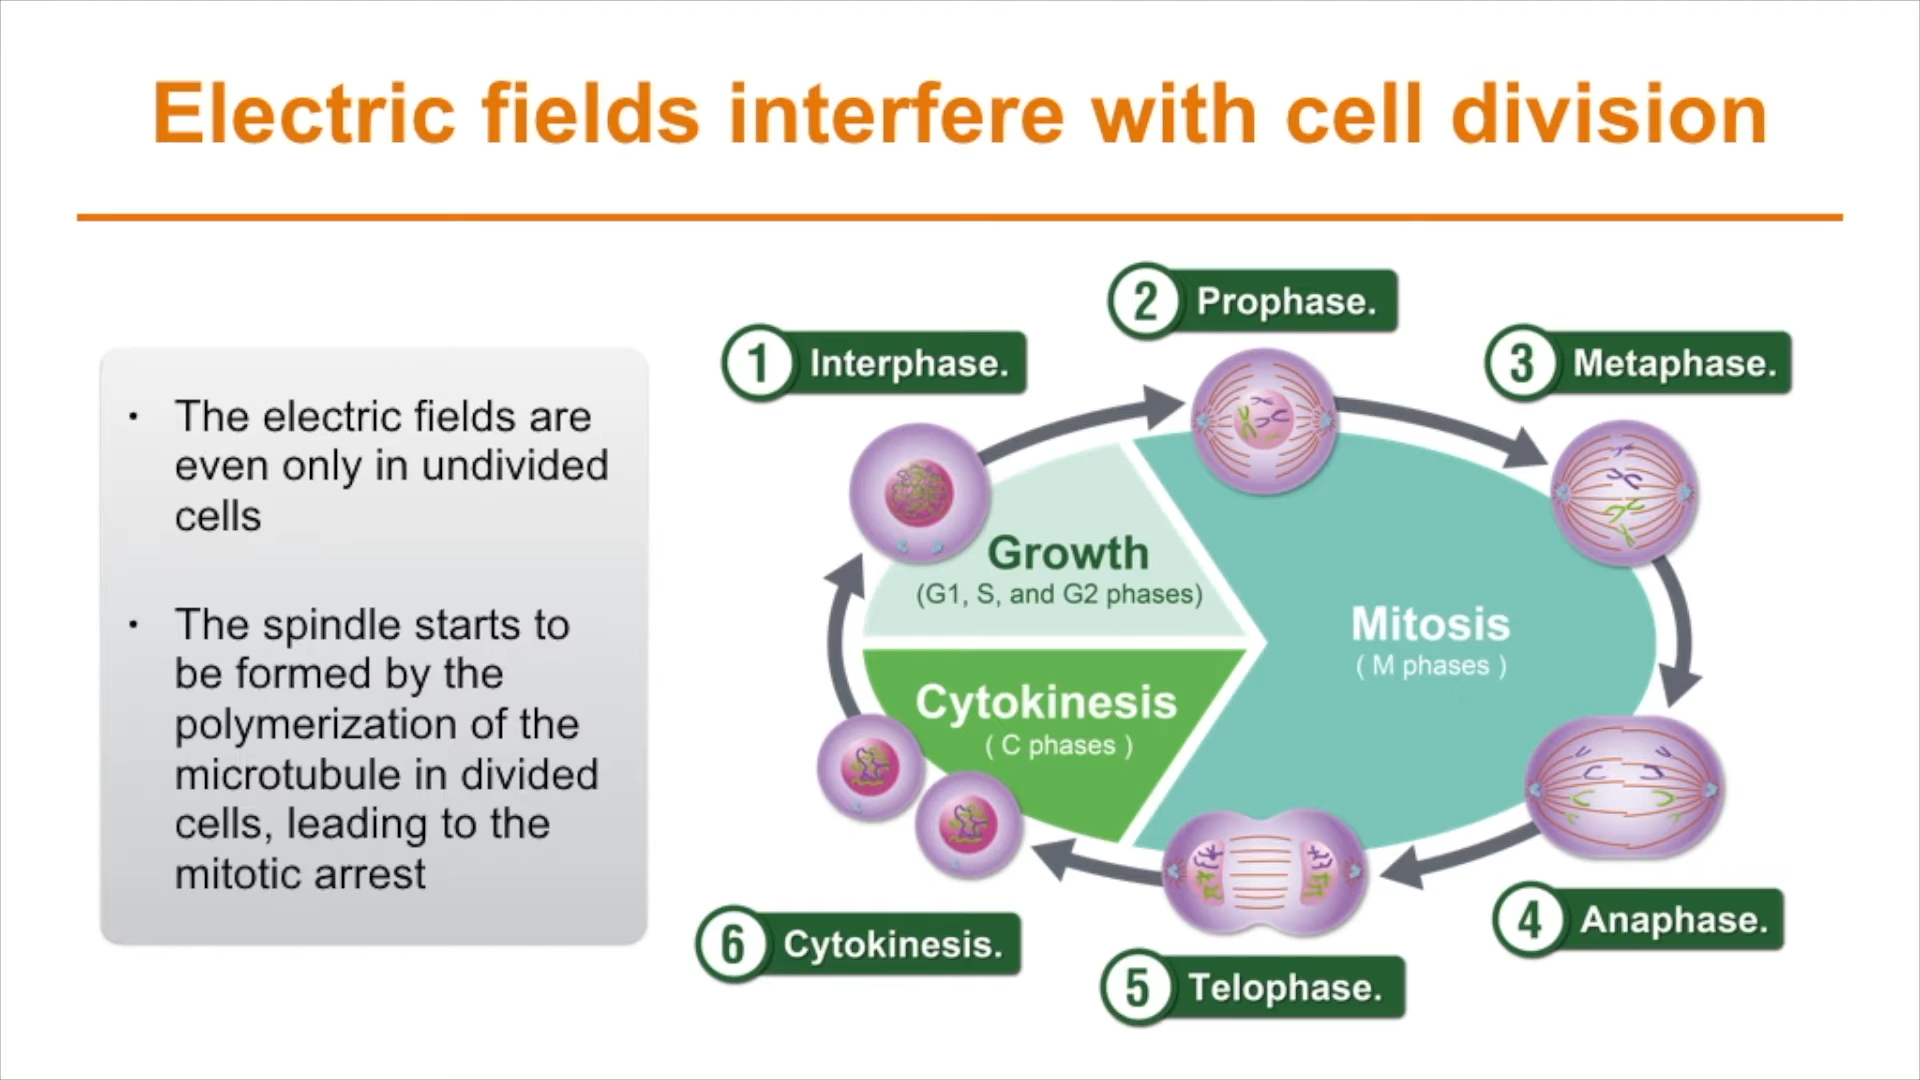 Electric fields interfere with cell division
• The electric fields are
even only in undivided
cells
• The spindle starts to
be formed by the
polymerization of the
microtubule in divided
cells, leading to the
mitotic arrest
1 Interphase.
2 Prophase.
3 Metaphase.
Growth
(G1, S, and G2 phases)
Mitosis
( M phases )
Cytokinesis
( C phases )
4 Anaphase.
5 Telophase.
6 Cytokinesis.